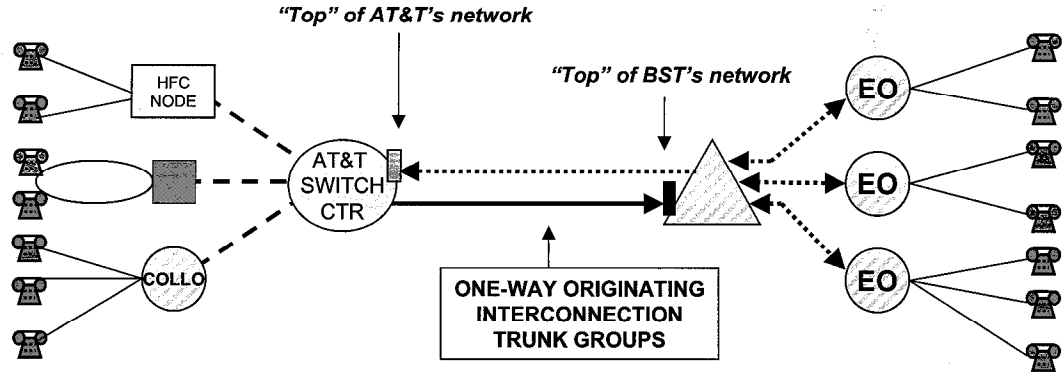 “Top” of AT&T’s network
“Top” of BST’s network
HFC
NODE
AT&T
SWITCH
CTR
COLLO
EO
EO
EO
ONE-WAY ORIGINATING
INTERCONNECTION
TRUNK GROUPS